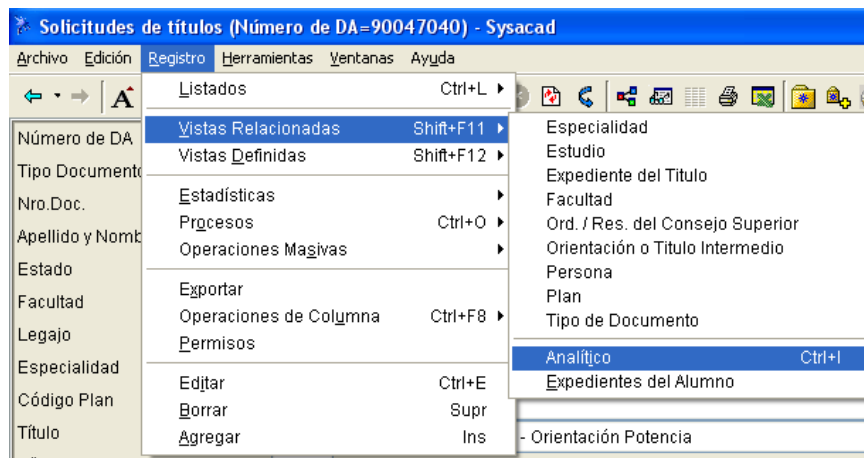 Solicitudes de títulos (Número de DA=90047040) - Sysacad
Archivo Edición Registro Herramientas Ventanas Ayuda
A
Número de DA
Tipo Documento
Nro.Doc.
Apellido y Nomb
Estado
Facultad
Legajo
Especialidad
Código Plan
Título
Listados Ctrl+L
Vistas Relacionadas Shift+F11
Vistas Definidas Shift+F12
Estadísticas
Procesos Ctrl+O
Operaciones Masivas
Exportar
Operaciones de Columna Ctrl+F8
Permisos
Editar Ctrl+E
Borrar Supr
Agregar Ins
Especialidad
Estudio
Expediente del Titulo
Facultad
Ord. / Res. del Consejo Superior
Orientación o Titulo Intermedio
Persona
Plan
Tipo de Documento
Analítico Ctrl+I
Expedientes del Alumno
- Orientación Potencia